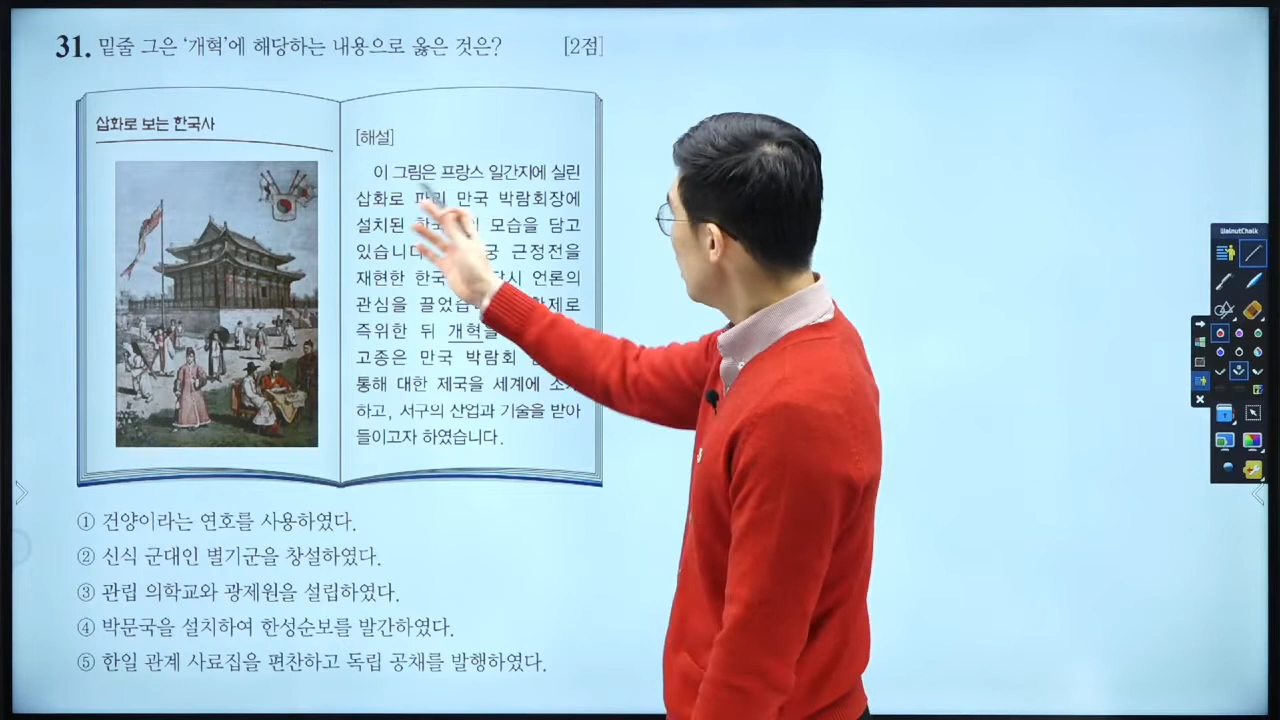 31. 밑줄 그은 ‘개혁’에 해당하는 내용으로 옳은 것은? [2점]
삽화로 보는 한국사
[해설]
이 그림은 프랑스 일간지에 실린
삽화로 만국 박람회장에
설치된 모습을 담고
근정전을
재현한 언론의
관심을
즉위한 뒤 개혁을
고종은 만국 박람회
통해 대한 제국을 세계에
하고, 서구의 산업과 기술을 받아
들이고자 하였습니다.
① 건양이라는 연호를 사용하였다.
② 신식 군대인 별기군을 창설하였다.
③ 관립 의학교와 광제원을 설립하였다.
④ 박문국을 설치하여 한성순보를 발간하였다.
⑤ 한일 관계 사료집을 편찬하고 독립 공채를 발행하였다.
WalnutChalk